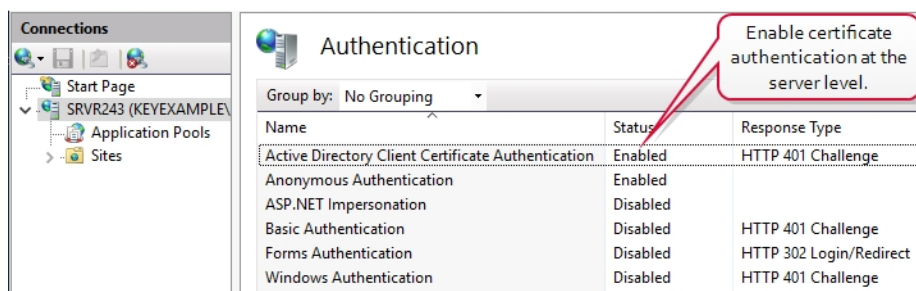 Connections
Start Page
SRVR243 (KEYEXAMPLE\
Application Pools
Sites
Authentication
Enable certificate
authentication at the
server level.
Group by: No Grouping
Name Status Response Type
Active Directory Client Certificate Authentication Enabled HTTP 401 Challenge
Anonymous Authentication Enabled
ASP.NET Impersonation Disabled
Basic Authentication Disabled HTTP 401 Challenge
Forms Authentication Disabled HTTP 302 Login/Redirect
Windows Authentication Disabled HTTP 401 Challenge